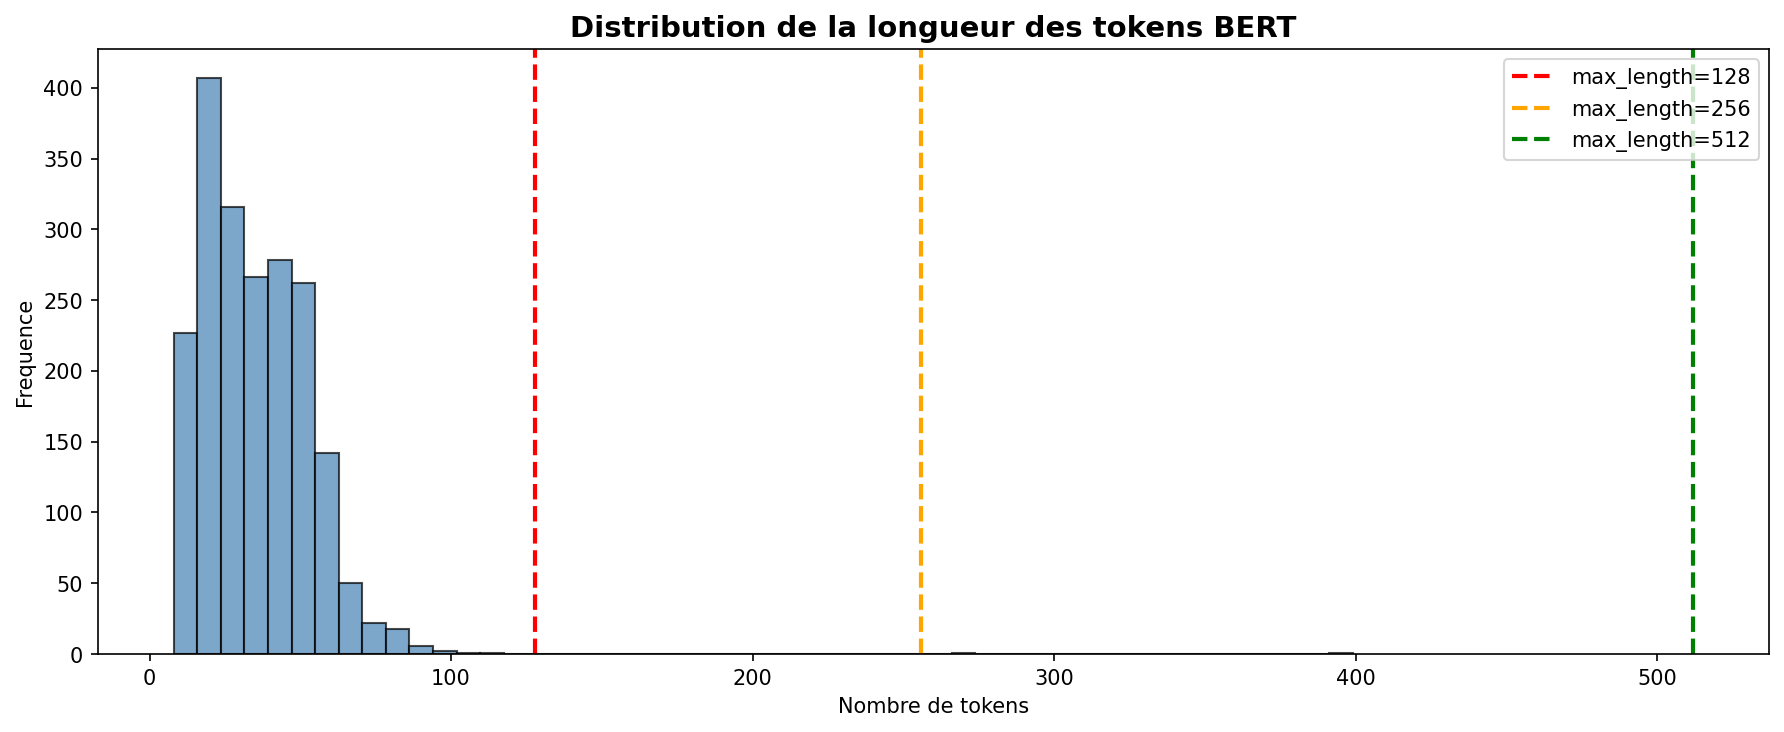 Distribution de la longueur des tokens BERT
max_length=128
max_length=256
max_length=512
Frequence
400
350
300
250
200
150
100
50
0
0 100 200 300 400 500
Nombre de tokens